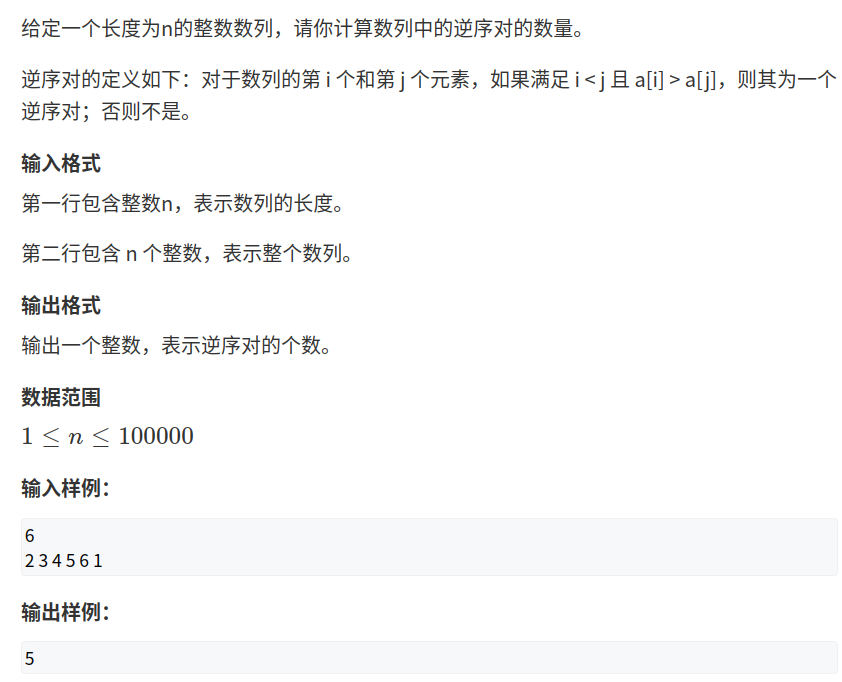 给定一个长度为n的整数数列，请你计算数列中的逆序对的数量。
逆序对的定义如下：对于数列的第 i 个和第 j 个元素，如果满足 i < j 且 a[i] > a[j]，则其为一个
逆序对；否则不是。
输入格式
第一行包含整数n，表示数列的长度。
第二行包含 n 个整数，表示整个数列。
输出格式
输出一个整数，表示逆序对的个数。
数据范围
1 ≤ n ≤ 100000
输入样例：
6
2 3 4 5 6 1
输出样例：
5